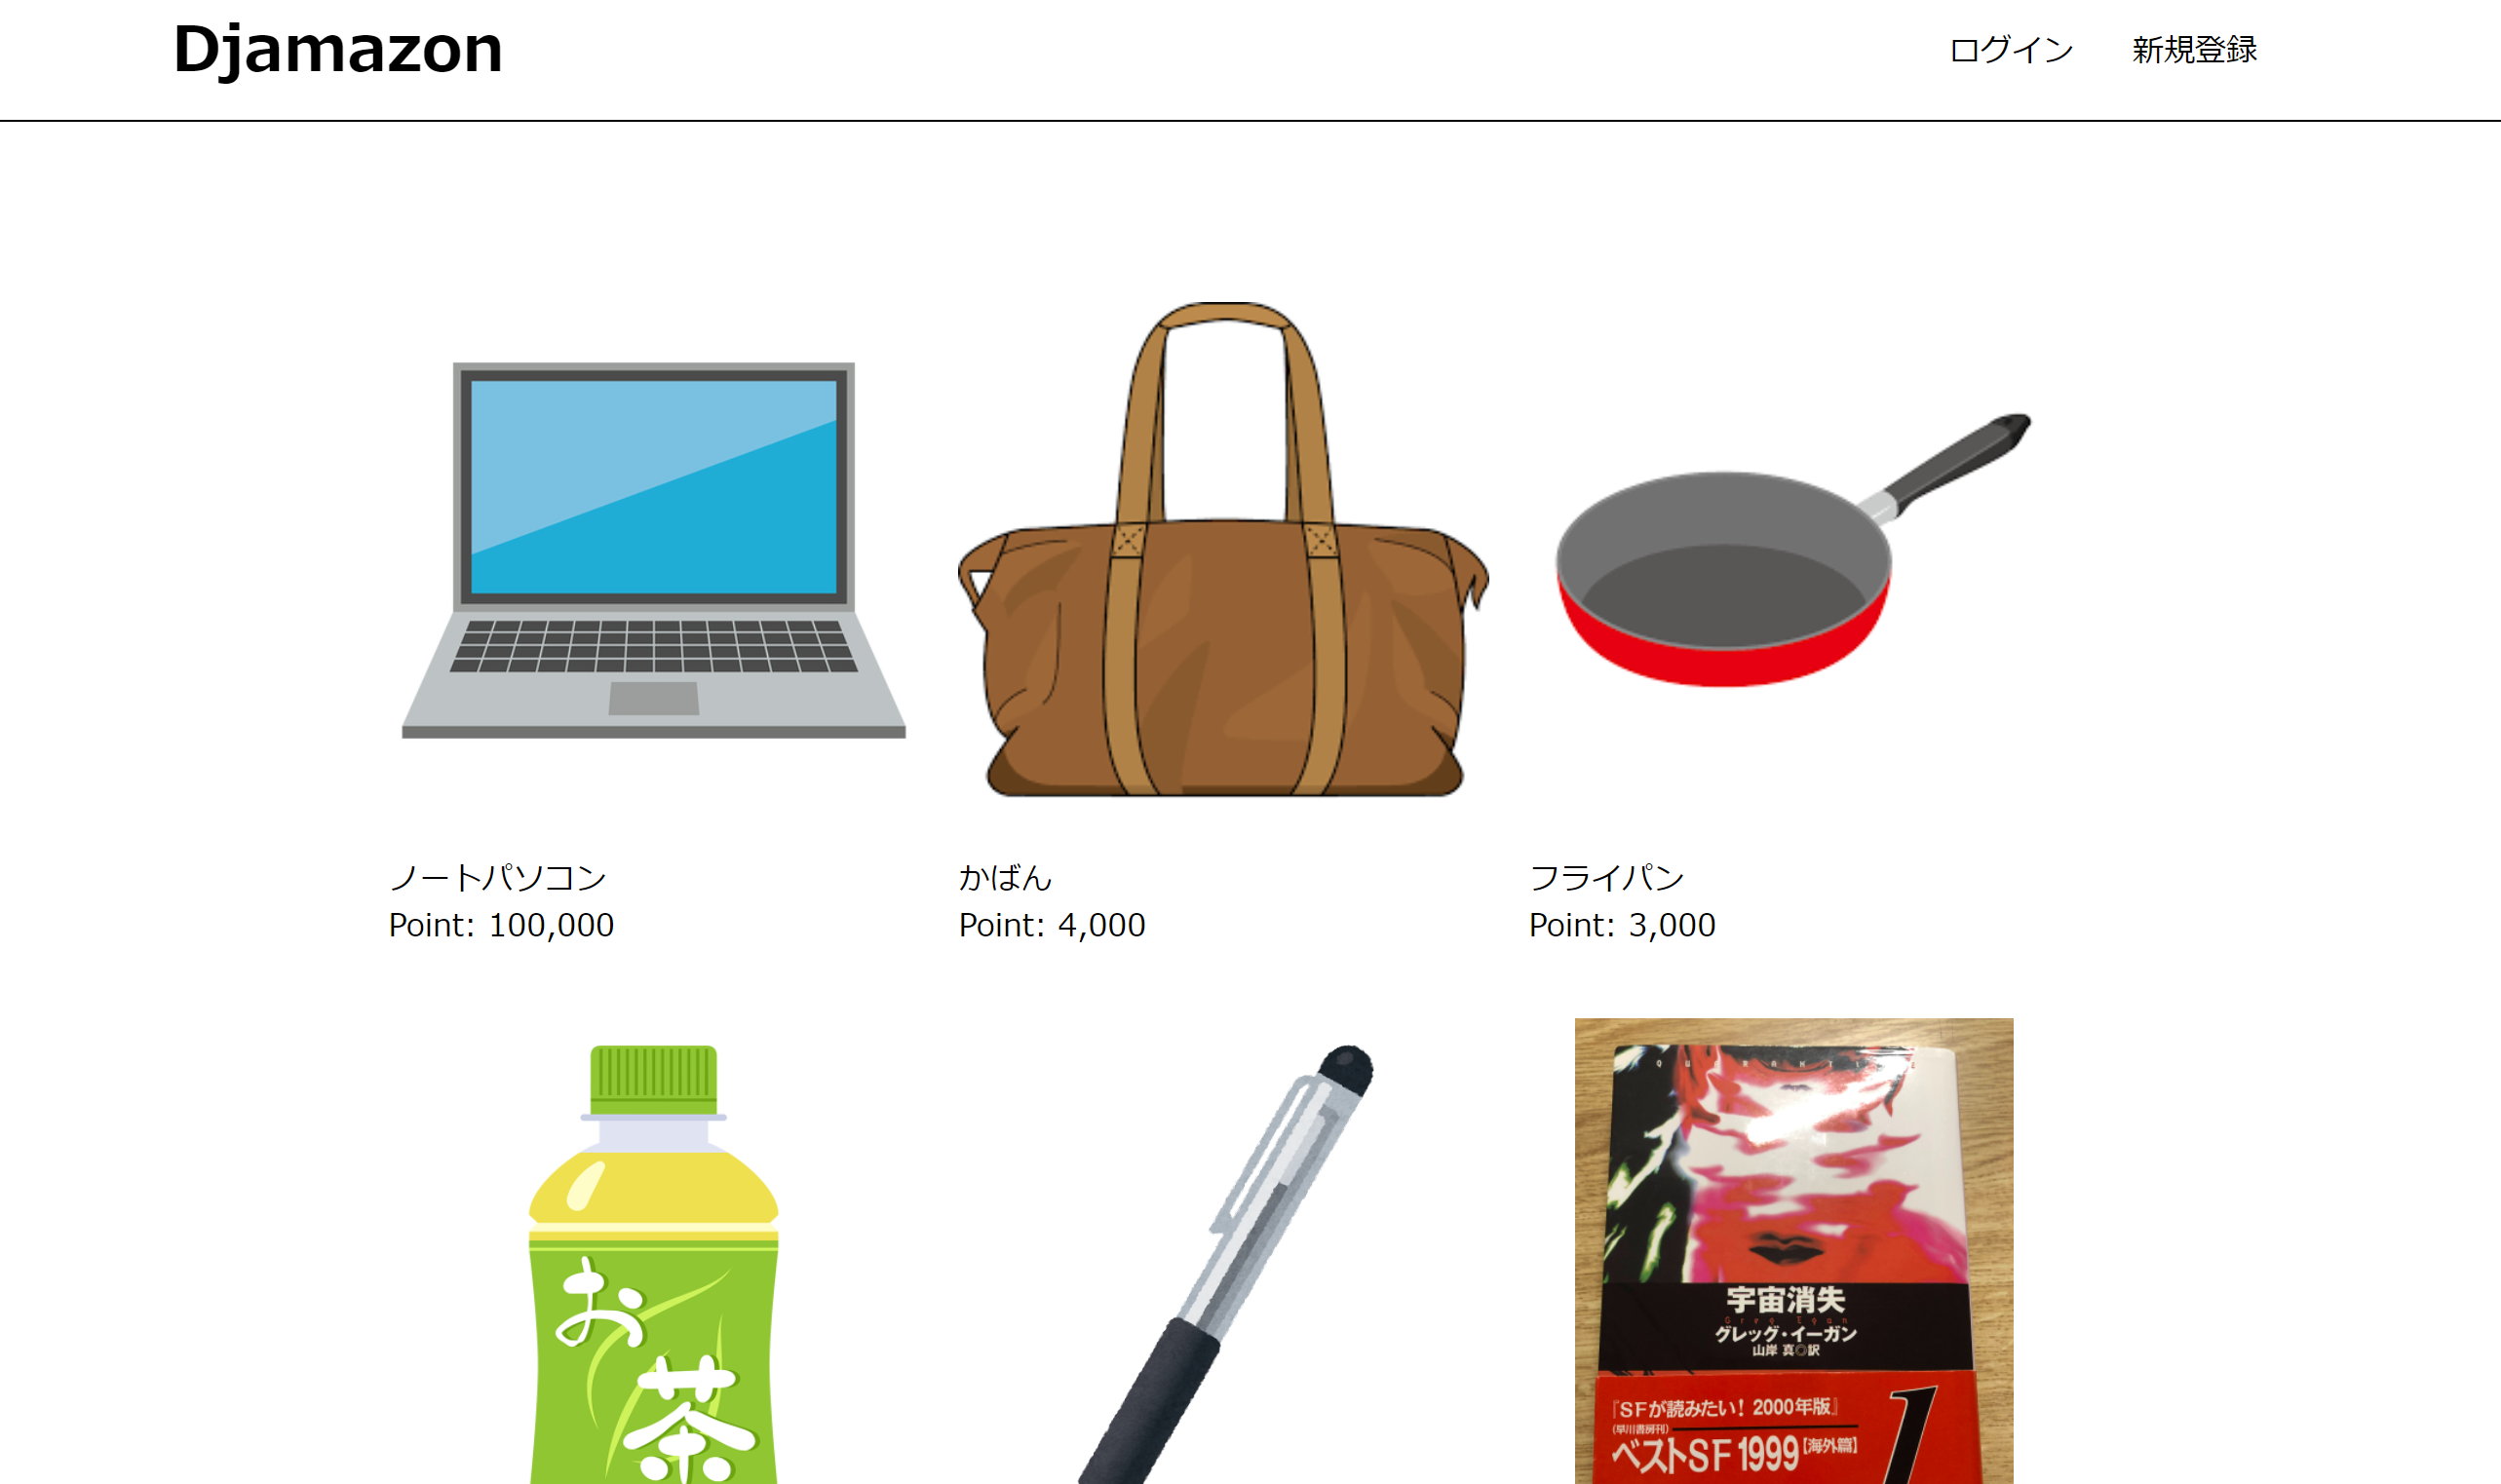 Djamazon
ログイン 新規登録
ノートパソコン
Point: 100,000
かばん
Point: 4,000
フライパン
Point: 3,000
お茶
宇宙消失
Greg Egan
グレッグ・イーガン
山岸 真◎訳
『SFが読みたい! 2000年版』
(早川書房刊)
ベストSF 1999【海外篇】
1